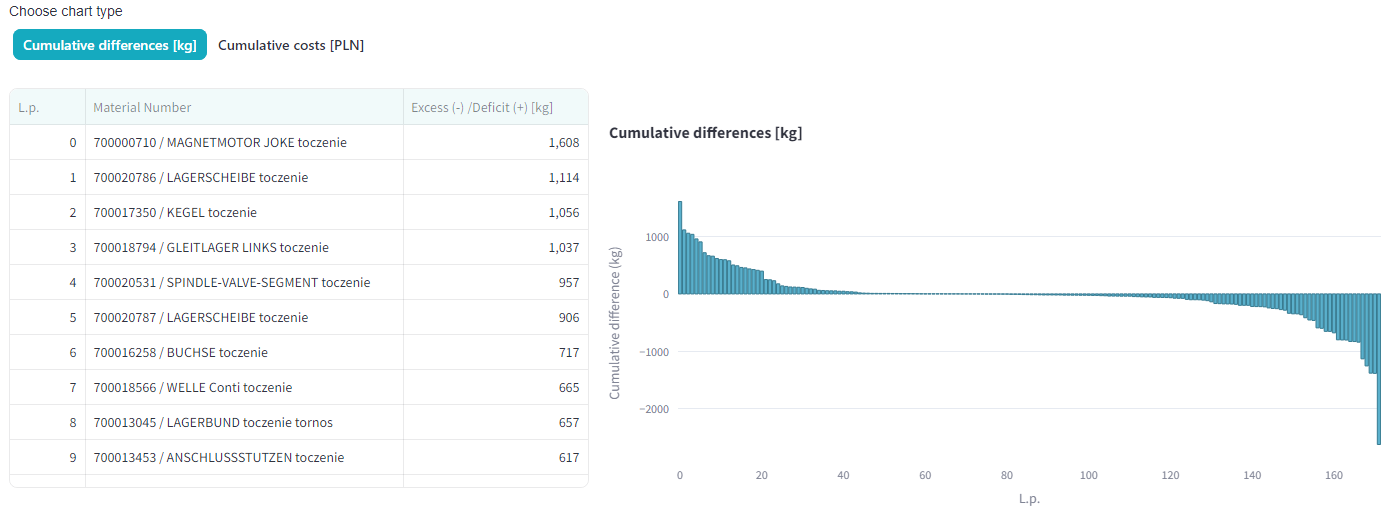 Choose chart type
Cumulative differences [kg] Cumulative costs [PLN]
L.p. Material Number Excess (-) /Deficit (+) [kg]
0 700000710 / MAGNETMOTOR JOKE toczenie 1,608
1 700020786 / LAGERSCHEIBE toczenie 1,114
2 700017350 / KEGEL toczenie 1,056
3 700018794 / GLEITLAGER LINKS toczenie 1,037
4 700020531 / SPINDLE-VALVE-SEGMENT toczenie 957
5 700020787 / LAGERSCHEIBE toczenie 906
6 700016258 / BUCHSE toczenie 717
7 700018566 / WELLE Conti toczenie 665
8 700013045 / LAGERBUND toczenie tornos 657
9 700013453 / ANSCHLUSSSTUTZEN toczenie 617
Cumulative differences [kg]
Cumulative difference (kg)
1000
0
−1000
−2000
0 20 40 60 80 100 120 140 160
L.p.